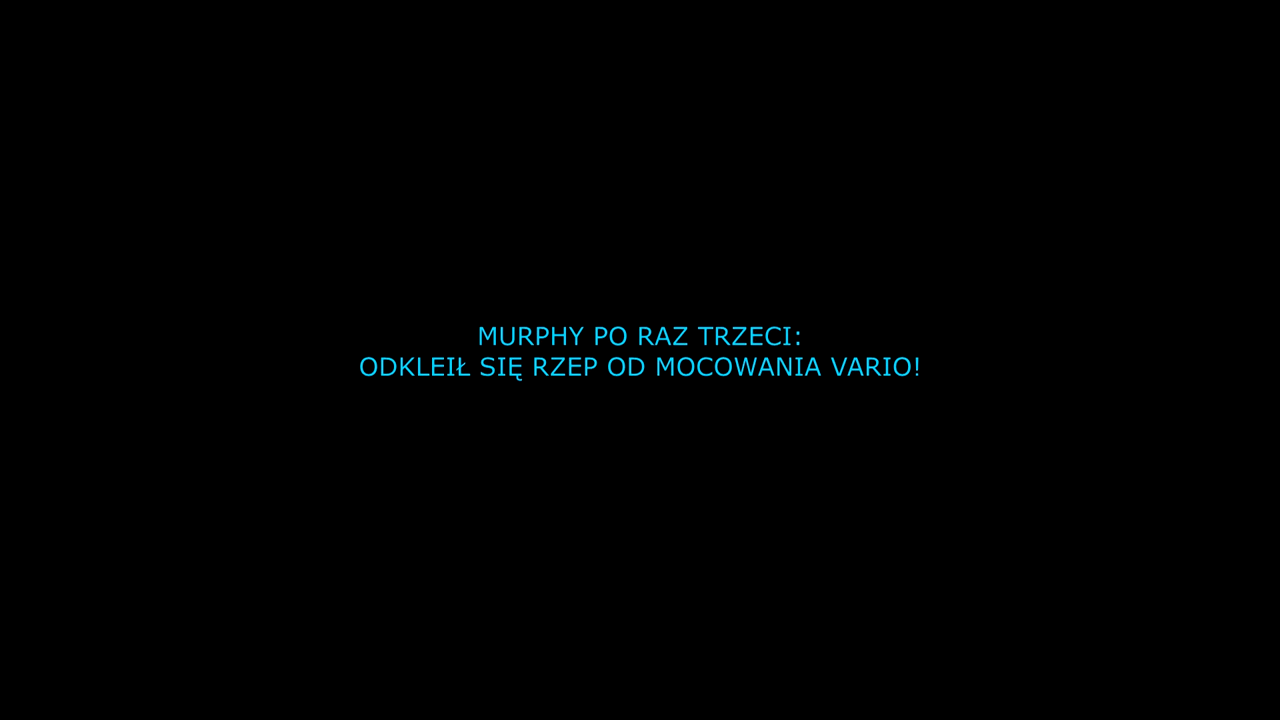 MURPHY PO RAZ TRZECI:
ODKLEIŁ SIĘ RZEP OD MOCOWANIA VARIO!